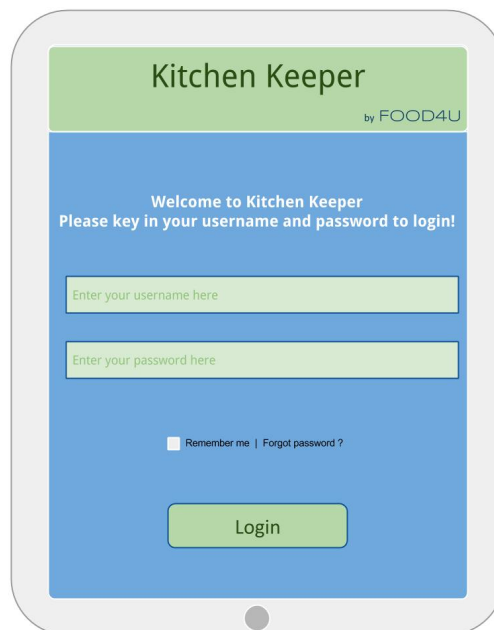 Kitchen Keeper
by FOOD4U
Welcome to Kitchen Keeper
Please key in your username and password to login!
Enter your username here
Enter your password here
Remember me | Forgot password ?
Login